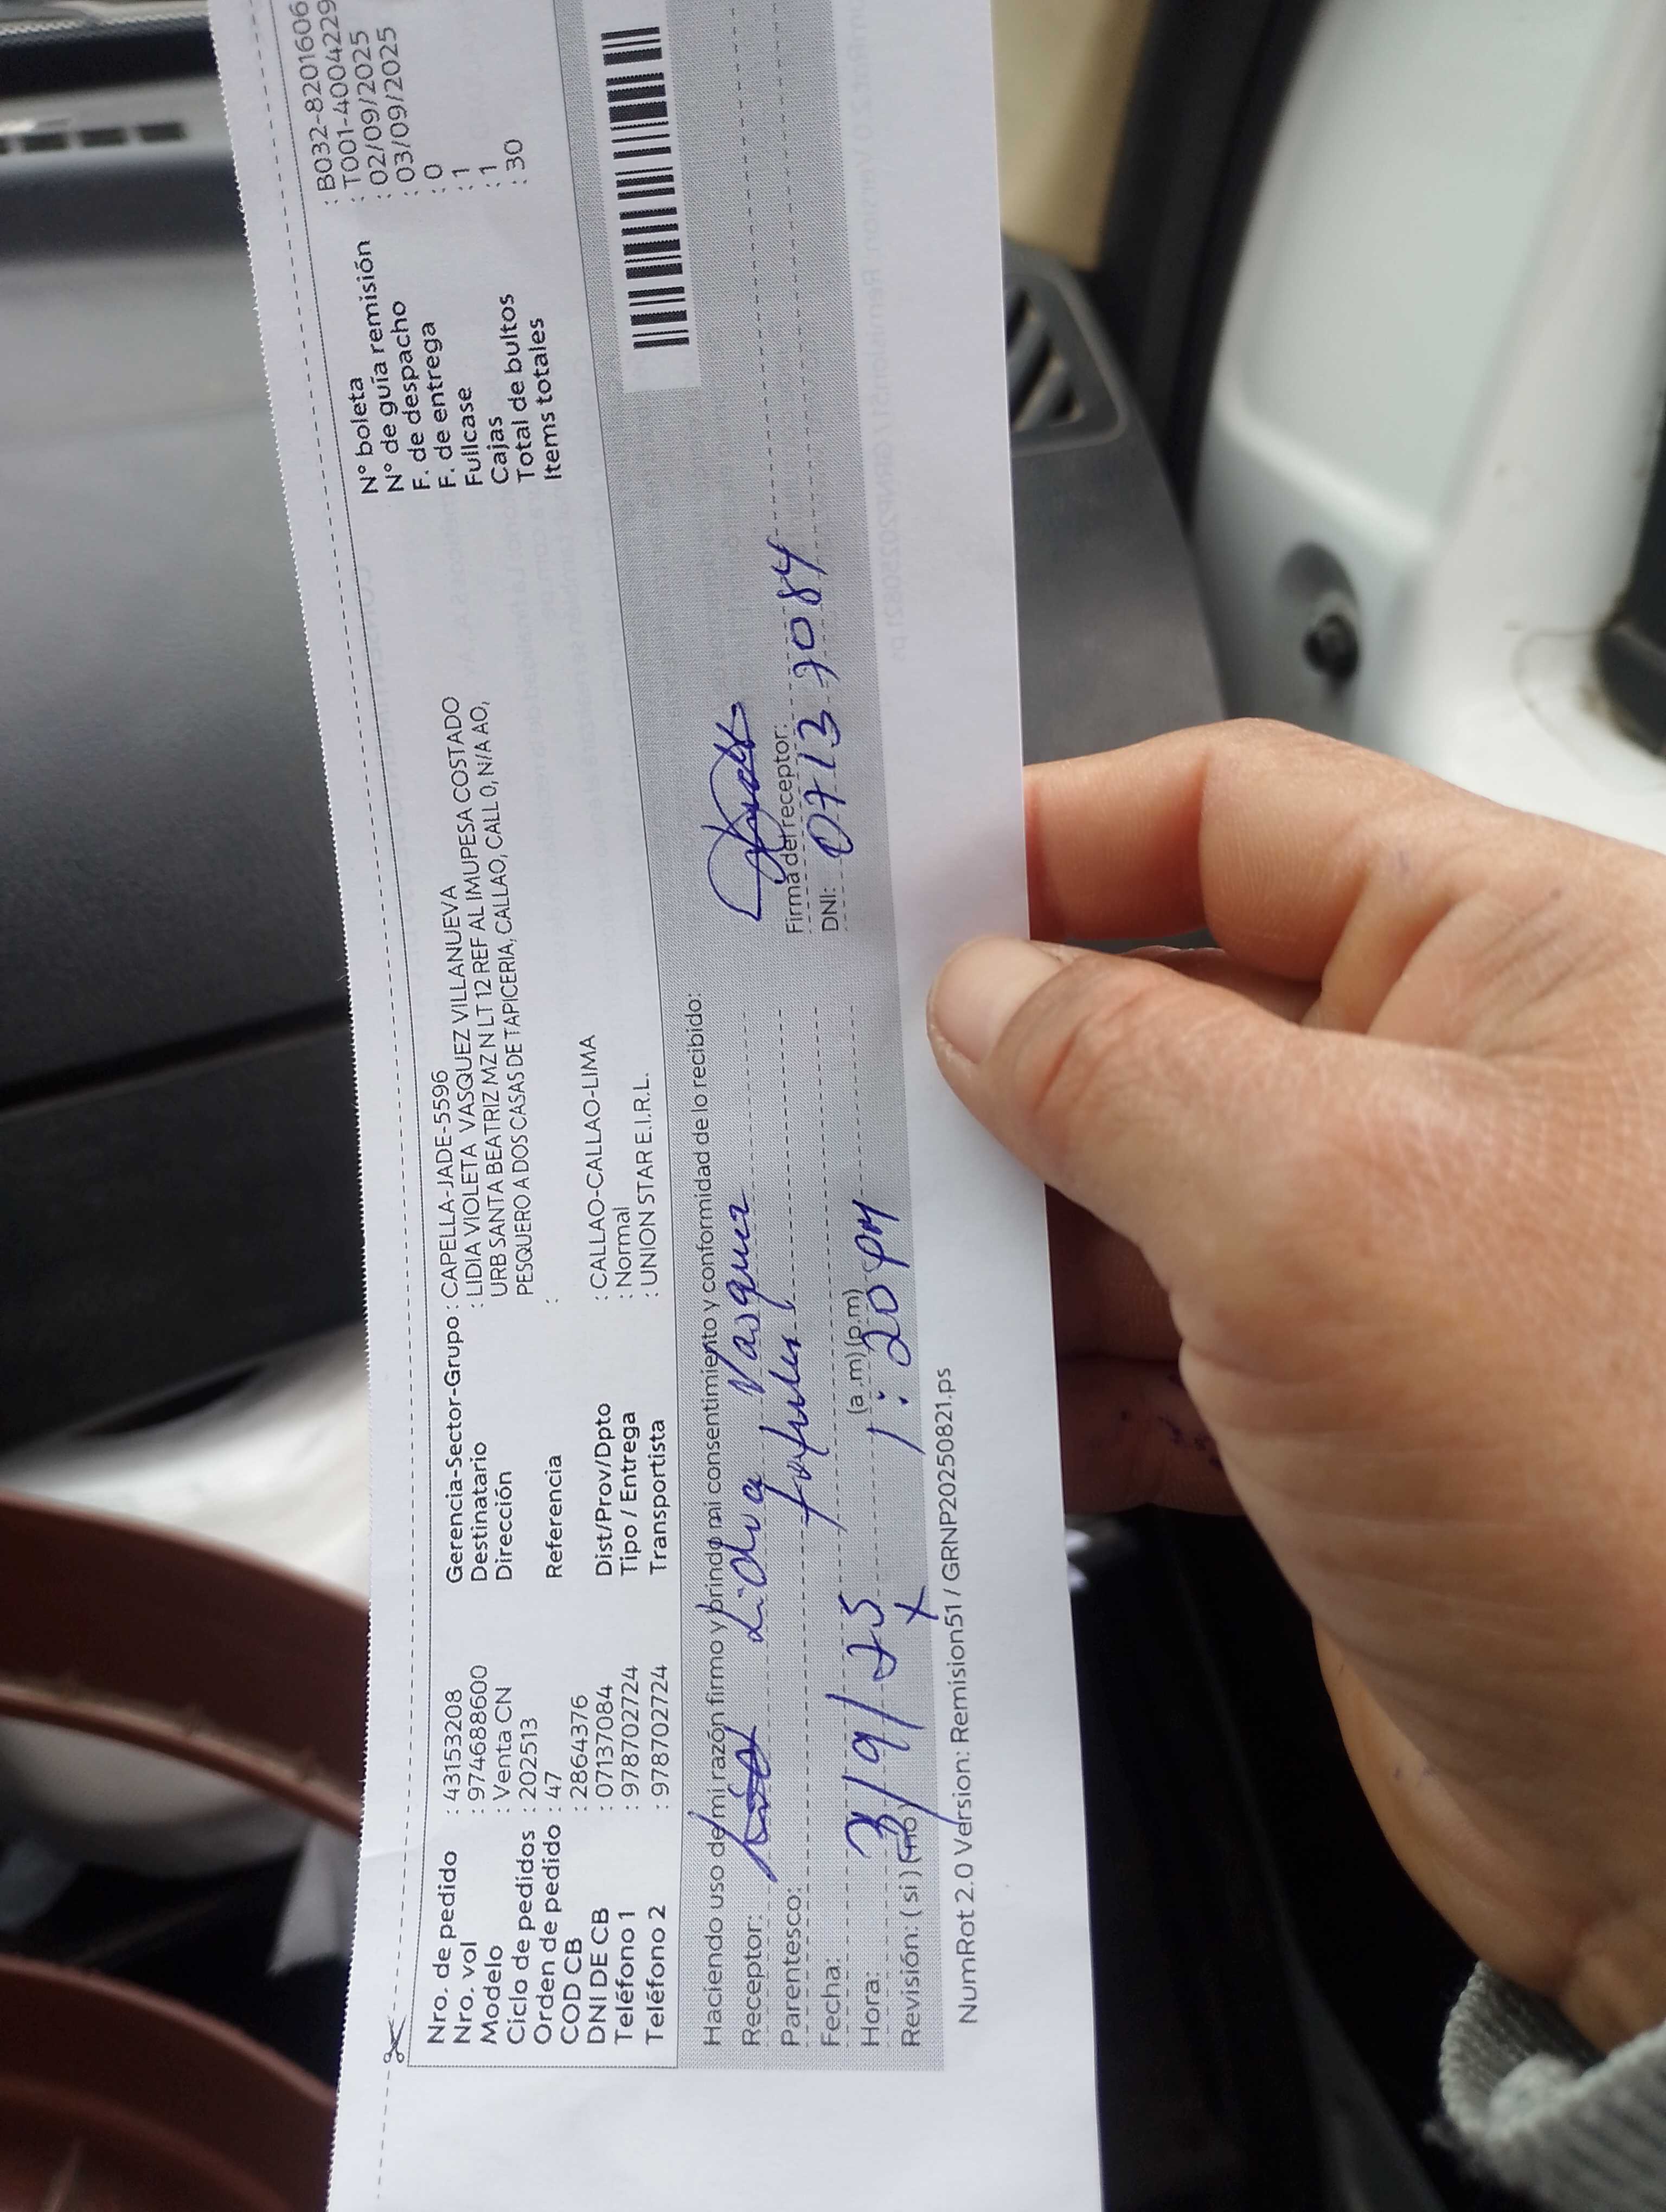 Nro. de pedido : 43153208
Nro. vol : 974688600
Modelo : Venta CN
Ciclo de pedidos : 202513
Orden de pedido : 47
COD CB : 2864376
DNI DE CB : 07137084
Teléfono 1 : 978702724
Teléfono 2 : 978702724
Gerencia-Sector-Grupo : CAPELLA-JADE-5596
Destinatario : LIDIA VIOLETA VASQUEZ VILLANUEVA
Dirección URB SANTA BEATRIZ MZ N LT 12 REF AL IMUPESA COSTADO
PESQUERO A DOS CASAS DE TAPICERIA, CALLAO, CALL 0, N/A AO,
Referencia :
Dist/Prov/Dpto : CALLAO-CALLAO-LIMA
Tipo / Entrega : Normal
Transportista : UNION STAR E.I.R.L.
N° boleta : B032-8201606
N° de guía remisión : T001-4004229
F. de despacho : 02/09/2025
F. de entrega : 03/09/2025
Fullcase : 0
Cajas : 1
Total de bultos : 1
Items totales : 30
Haciendo uso de mi razón firmo y brindo mi consentimiento y conformidad de lo recibido:
Receptor: Lidia Vasquez
Parentesco: titular
Fecha: 3/9/25
Hora: (a.m) (p.m) 1:20 PM
Revisión: ( si ) ( no ) X
Firma del receptor:
DNI: 07137084
NumRot 2.0 Version: Remision51 / GRNP20250821.ps